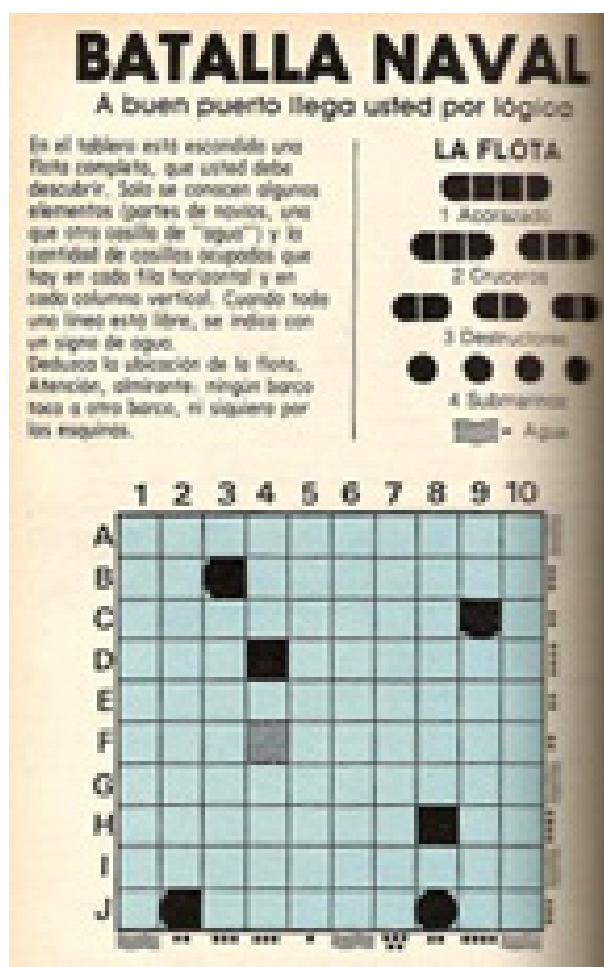 BATALLA NAVAL
A buen puerto llega usted por lógica
En el tablero está escondida una
flota completa, que usted debe
descubrir. Solo se conocen algunos
elementos (partes de navíos, una
que otra casilla de "agua") y la
cantidad de casillas ocupadas que
hay en cada fila horizontal y en
cada columna vertical. Cuando toda
una línea está libre, se indica con
un signo de agua.
Deduzca la ubicación de la flota.
Atención, almirante: ningún barco
toca a otro barco, ni siquiera por
las esquinas.
LA FLOTA
1 Acorazado
2 Cruceros
3 Destructores
4 Submarinos
= Agua
1 2 3 4 5 6 7 8 9 10
A
B
C
D
E
F
G
H
I
J